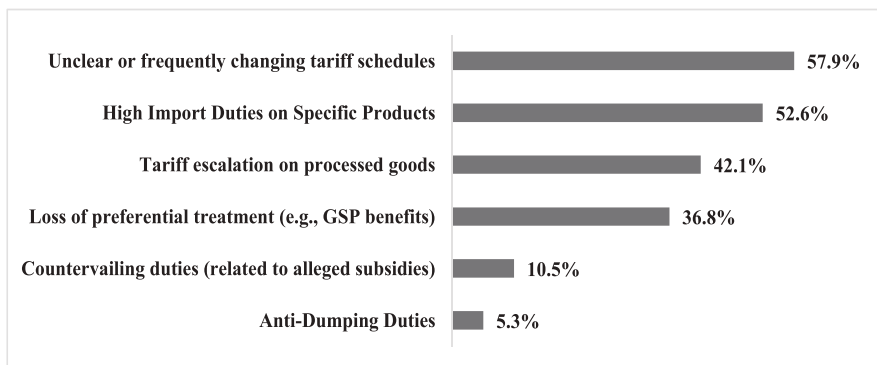 Unclear or frequently changing tariff schedules 57.9%
High Import Duties on Specific Products 52.6%
Tariff escalation on processed goods 42.1%
Loss of preferential treatment (e.g., GSP benefits) 36.8%
Countervailing duties (related to alleged subsidies) 10.5%
Anti-Dumping Duties 5.3%